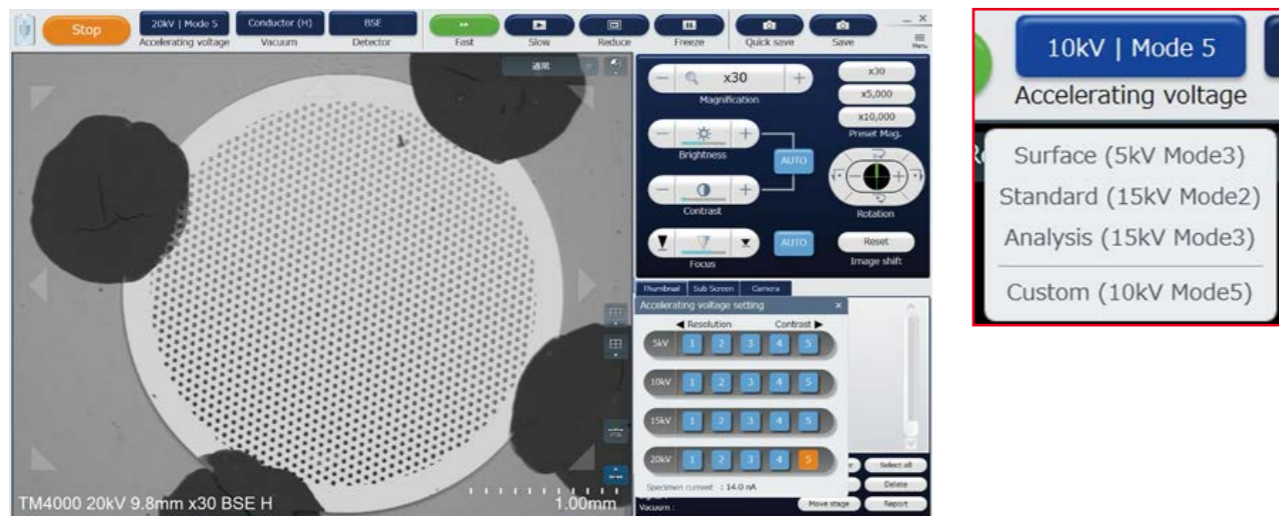 Stop
20kV | Mode 5
Accelerating voltage
Conductor (H)
Vacuum
BSE
Detector
Fast
Slow
Reduce
Freeze
Quick save
Save
Menu
通常
x30
Magnification
x30
x5,000
x10,000
Preset Mag.
Brightness
AUTO
Contrast
Rotation
Focus
AUTO
Reset
Image shift
Thumbnail
Sub Screen
Camera
Accelerating voltage setting
◀ Resolution
Contrast ▶
5kV 1 2 3 4 5
10kV 1 2 3 4 5
15kV 1 2 3 4 5
20kV 1 2 3 4 5
Specimen current : 14.0 nA
Select all
Delete
Vacuum :
Move stage
Report
TM4000 20kV 9.8mm x30 BSE H
1.00mm
10kV | Mode 5
Accelerating voltage
Surface (5kV Mode3)
Standard (15kV Mode2)
Analysis (15kV Mode3)
Custom (10kV Mode5)